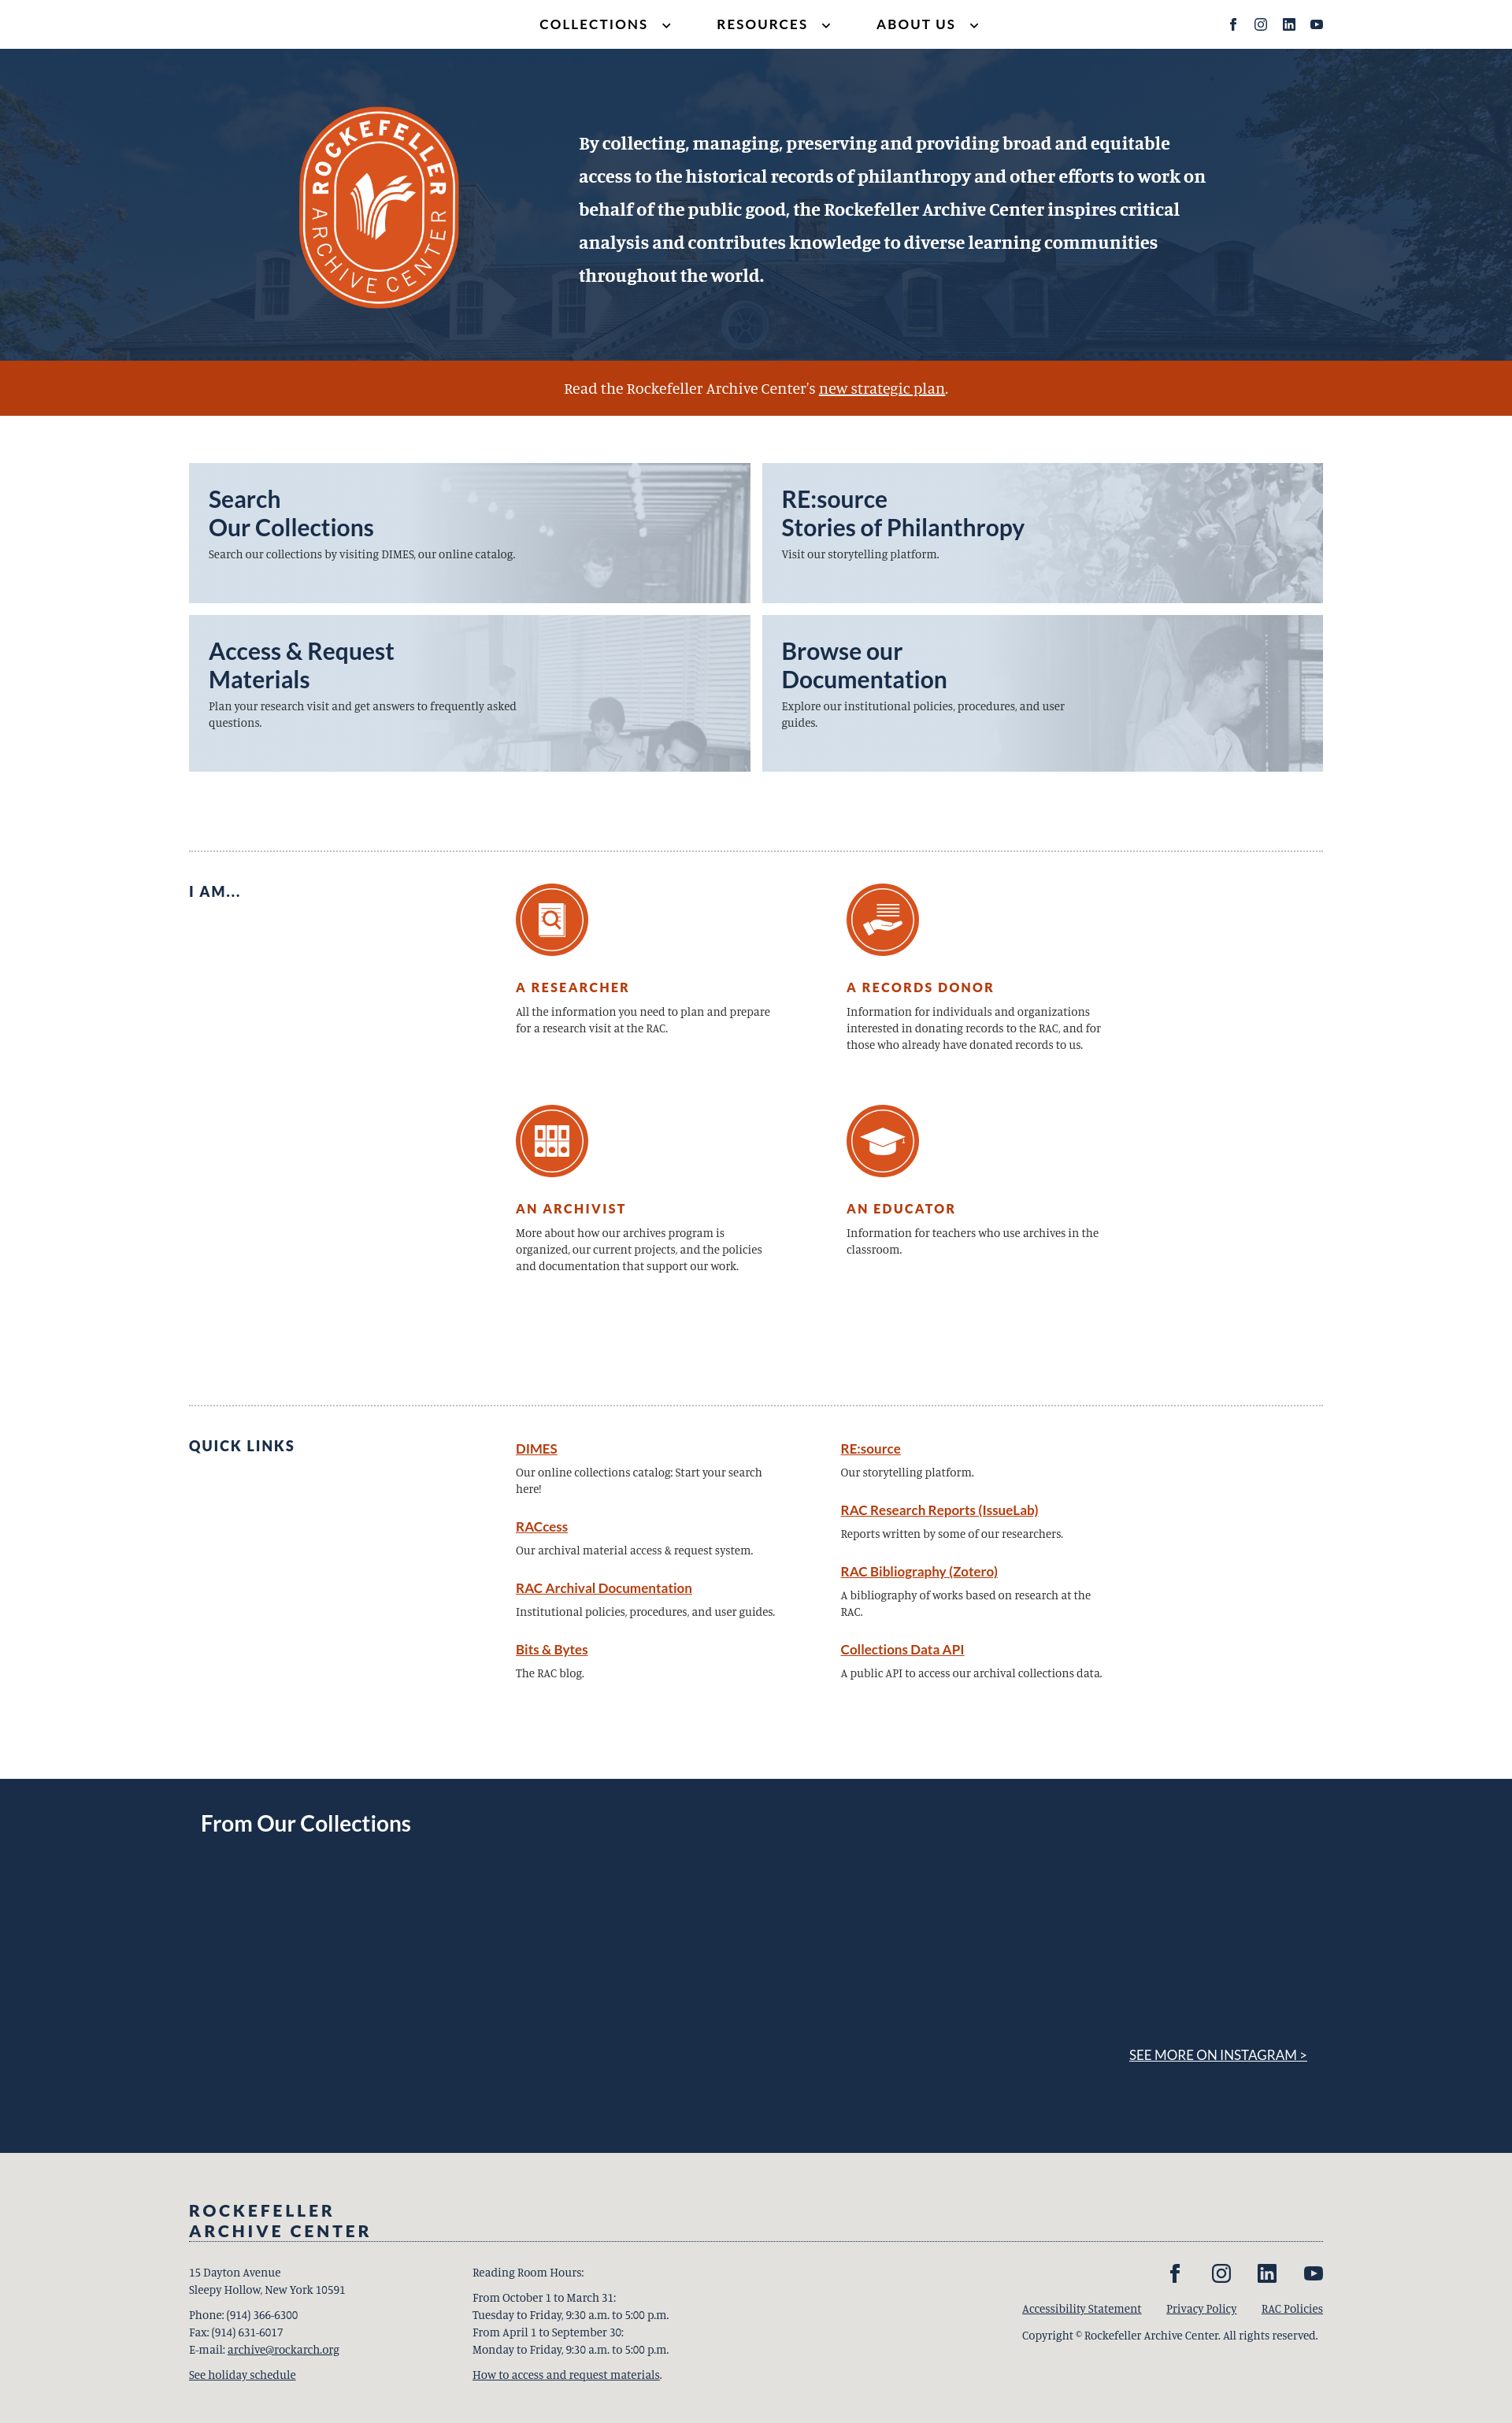 COLLECTIONS
RESOURCES
ABOUT US
ROCKEFELLER
ARCHIVE CENTER
By collecting, managing, preserving and providing broad and equitable
access to the historical records of philanthropy and other efforts to work on
behalf of the public good, the Rockefeller Archive Center inspires critical
analysis and contributes knowledge to diverse learning communities
throughout the world.
Read the Rockefeller Archive Center's new strategic plan.
Search
Our Collections
Search our collections by visiting DIMES, our online catalog.
RE:source
Stories of Philanthropy
Visit our storytelling platform.
Access & Request
Materials
Plan your research visit and get answers to frequently asked
questions.
Browse our
Documentation
Explore our institutional policies, procedures, and user
guides.
I AM...
A RESEARCHER
All the information you need to plan and prepare
for a research visit at the RAC.
A RECORDS DONOR
Information for individuals and organizations
interested in donating records to the RAC, and for
those who already have donated records to us.
AN ARCHIVIST
More about how our archives program is
organized, our current projects, and the policies
and documentation that support our work.
AN EDUCATOR
Information for teachers who use archives in the
classroom.
QUICK LINKS
DIMES
Our online collections catalog: Start your search
here!
RACcess
Our archival material access & request system.
RAC Archival Documentation
Institutional policies, procedures, and user guides.
Bits & Bytes
The RAC blog.
RE:source
Our storytelling platform.
RAC Research Reports (IssueLab)
Reports written by some of our researchers.
RAC Bibliography (Zotero)
A bibliography of works based on research at the
RAC.
Collections Data API
A public API to access our archival collections data.
From Our Collections
SEE MORE ON INSTAGRAM >
ROCKEFELLER
ARCHIVE CENTER
15 Dayton Avenue
Sleepy Hollow, New York 10591
Phone: (914) 366-6300
Fax: (914) 631-6017
E-mail: archive@rockarch.org
See holiday schedule
Reading Room Hours:
From October 1 to March 31:
Tuesday to Friday, 9:30 a.m. to 5:00 p.m.
From April 1 to September 30:
Monday to Friday, 9:30 a.m. to 5:00 p.m.
How to access and request materials.
Accessibility Statement
Privacy Policy
RAC Policies
Copyright © Rockefeller Archive Center. All rights reserved.